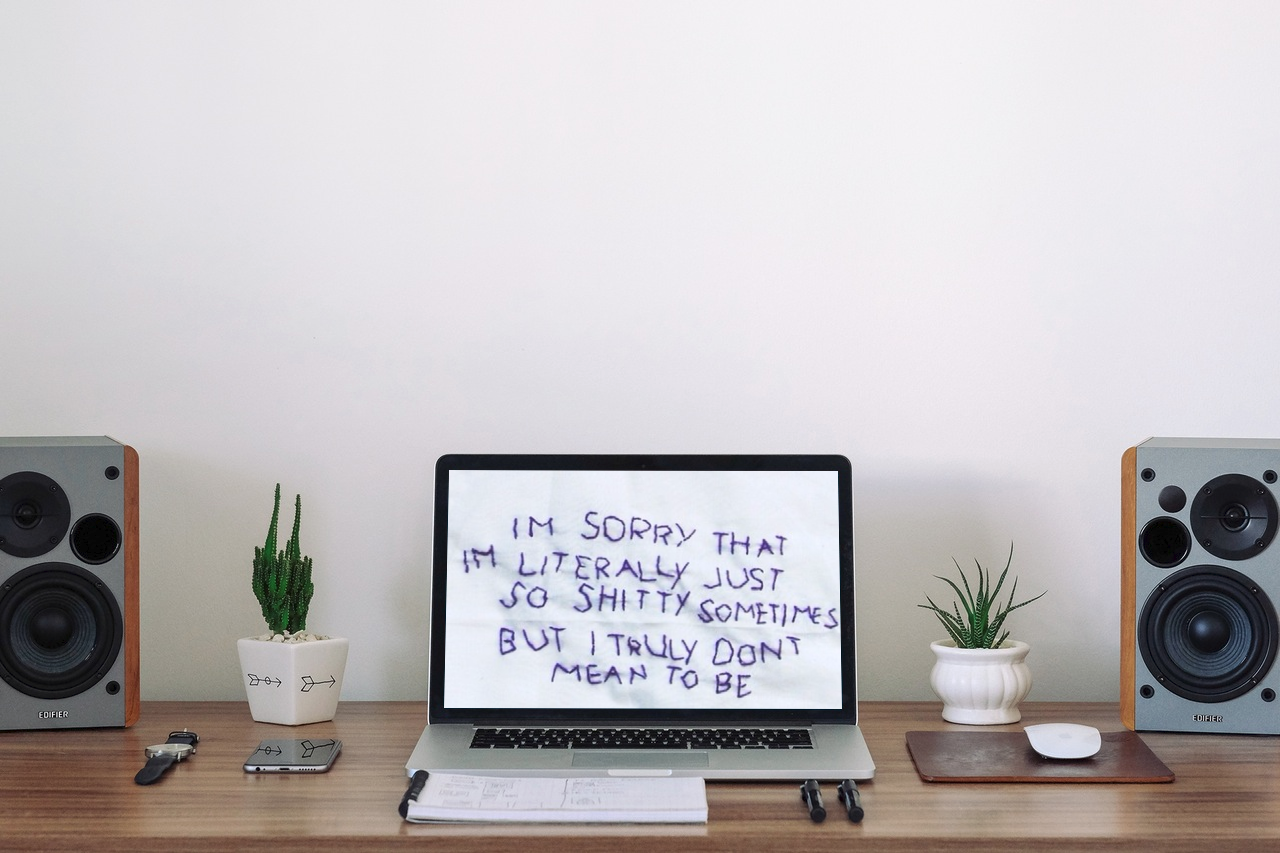 IM SORRY THAT
IM LITERALLY JUST
SO SHITTY SOMETIMES
BUT I TRULY DONT
MEAN TO BE
EDIFIER
EDIFIER